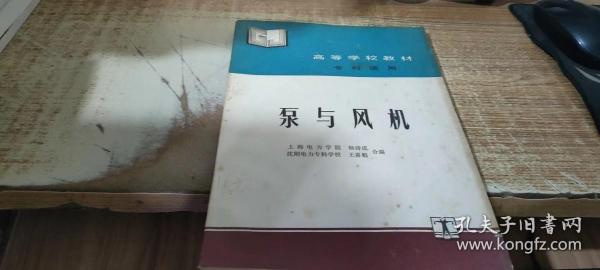 高等学校教材
专科适用
泵与风机
上海电力学院 杨诗成
沈阳电力专科学校 王喜魁 合编
孔夫子旧书网
www.kongfz.com